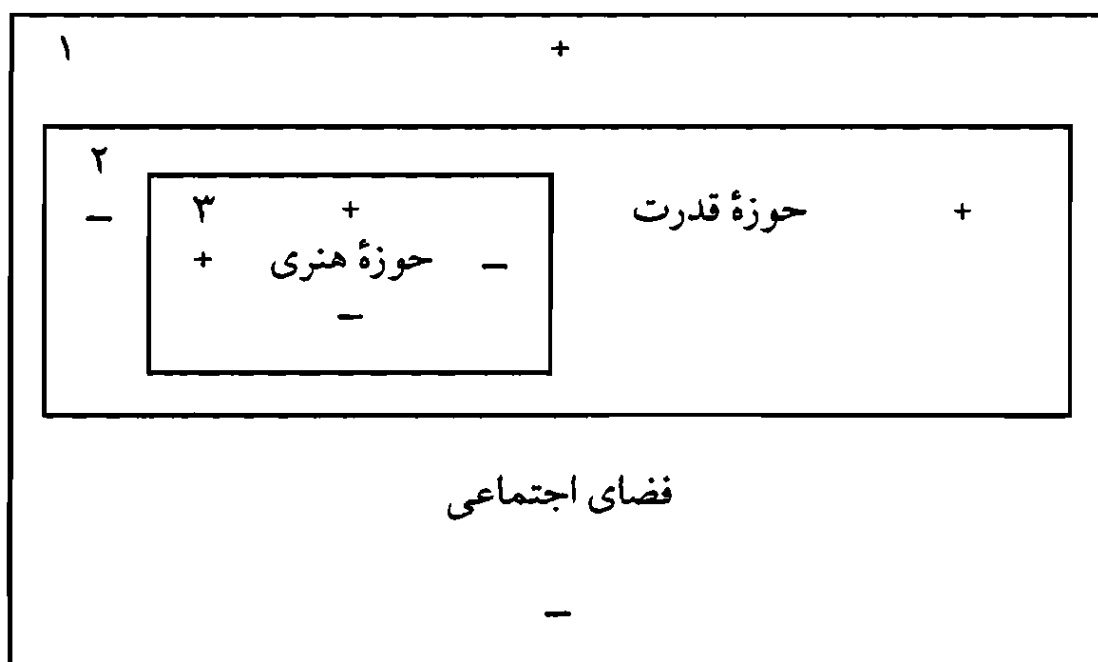 ۱ +
۲
+ حوزهٔ قدرت + ۳ −
− حوزهٔ هنری +
−
فضای اجتماعی
−